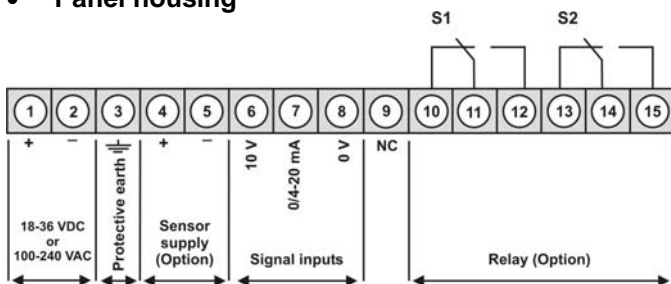 • Panel housing
S1 S2
1 2 3 4 5 6 7 8 9 10 11 12 13 14 15
+ − + − 10 V 0/4-20 mA 0 V NC
18-36 VDC
or
100-240 VAC
Protective earth
Sensor
supply
(Option)
Signal inputs
Relay (Option)